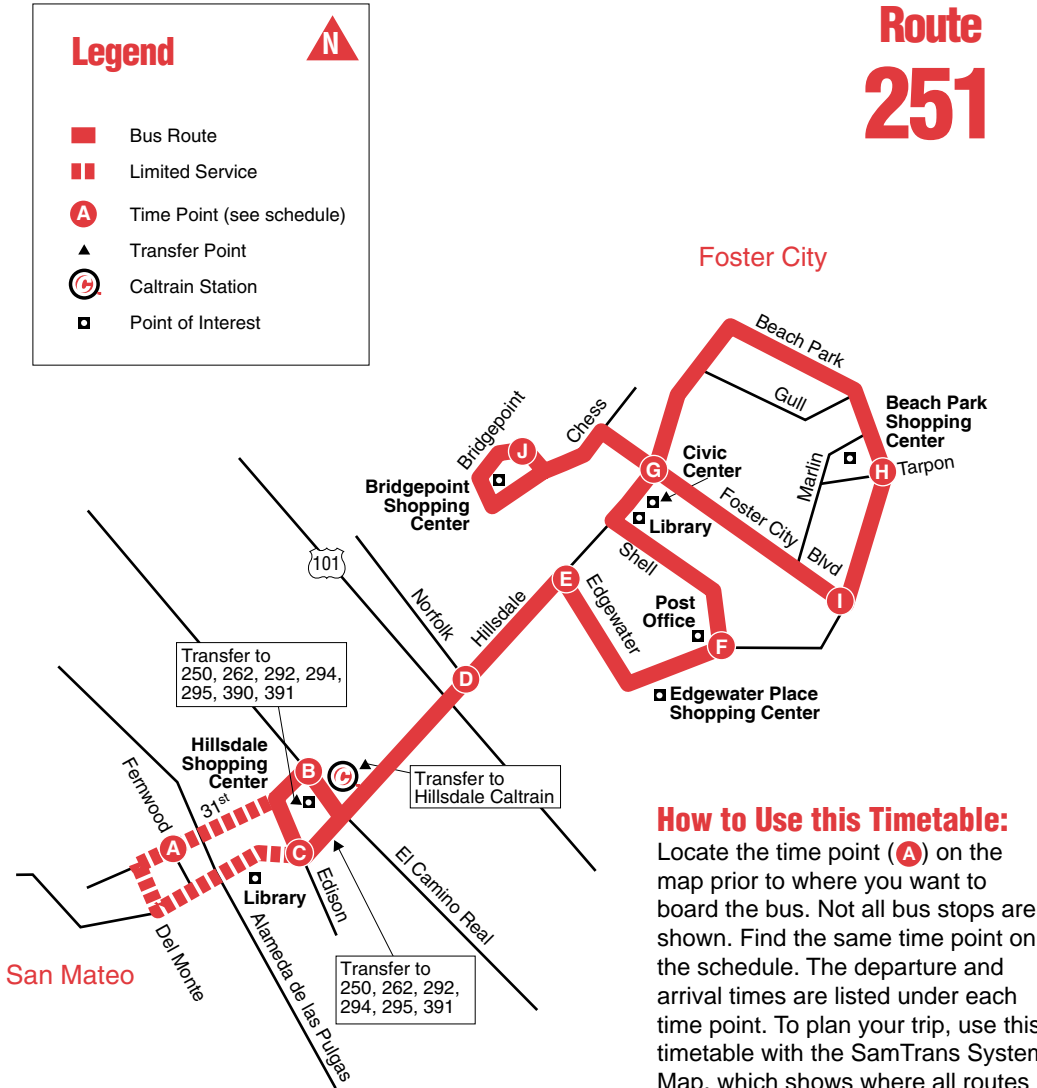 Legend
N
Bus Route
Limited Service
A
Time Point (see schedule)
Transfer Point
Caltrain Station
Point of Interest
Route
251
Foster City
Beach Park
Gull
Beach Park
Shopping
Center
Marlin
H
Tarpon
Chess
Bridgepoint
J
Bridgepoint
Shopping
Center
G
Civic
Center
Library
Foster City Blvd
I
Shell
E
Edgewater
Post
Office
F
Edgewater Place
Shopping Center
101
Norfolk
Hillsdale
D
Transfer to
250, 262, 292, 294,
295, 390, 391
Hillsdale
Shopping
Center
B
C
Transfer to
Hillsdale Caltrain
Fernwood
31st
A
C
Library
Edison
El Camino Real
Del Monte
Alameda de las Pulgas
San Mateo
Transfer to
250, 262, 292,
294, 295, 391
How to Use this Timetable:
Locate the time point (A) on the
map prior to where you want to
board the bus. Not all bus stops are
shown. Find the same time point on
the schedule. The departure and
arrival times are listed under each
time point. To plan your trip, use this
timetable with the SamTrans System
Map, which shows where all routes